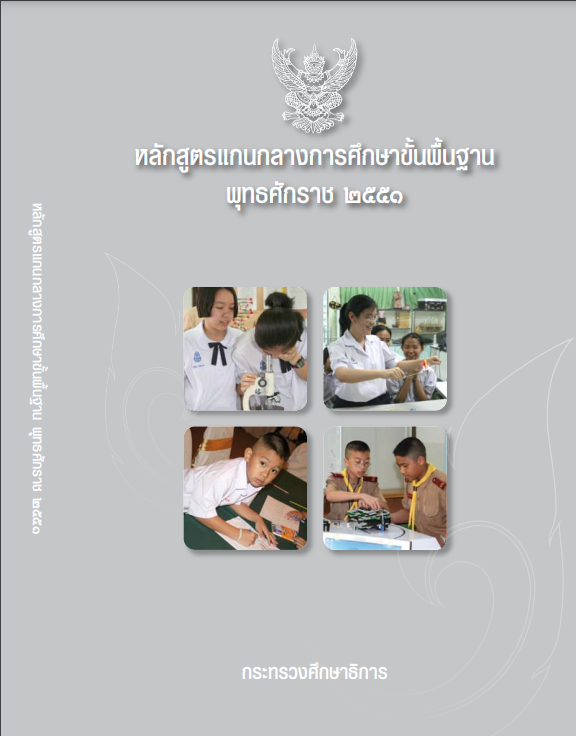 หลักสูตรแกนกลางการศึกษาขั้นพื้นฐาน
พุทธศักราช ๒๕๕๑
หลักสูตรแกนกลางการศึกษาขั้นพื้นฐาน พุทธศักราช ๒๕๕๑
กระทรวงศึกษาธิการ